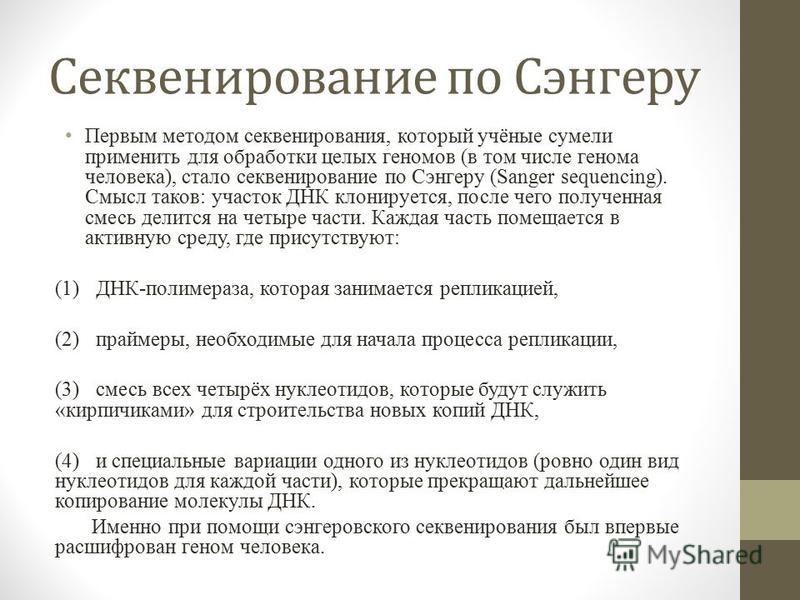 Секвенирование по Сэнгеру
• Первым методом секвенирования, который учёные сумели
применить для обработки целых геномов (в том числе генома
человека), стало секвенирование по Сэнгеру (Sanger sequencing).
Смысл таков: участок ДНК клонируется, после чего полученная
смесь делится на четыре части. Каждая часть помещается в
активную среду, где присутствуют:
(1) ДНК-полимераза, которая занимается репликацией,
(2) праймеры, необходимые для начала процесса репликации,
(3) смесь всех четырёх нуклеотидов, которые будут служить
«кирпичиками» для строительства новых копий ДНК,
(4) и специальные вариации одного из нуклеотидов (ровно один вид
нуклеотидов для каждой части), которые прекращают дальнейшее
копирование молекулы ДНК.
Именно при помощи сэнгеровского секвенирования был впервые
расшифрован геном человека.
MyShared